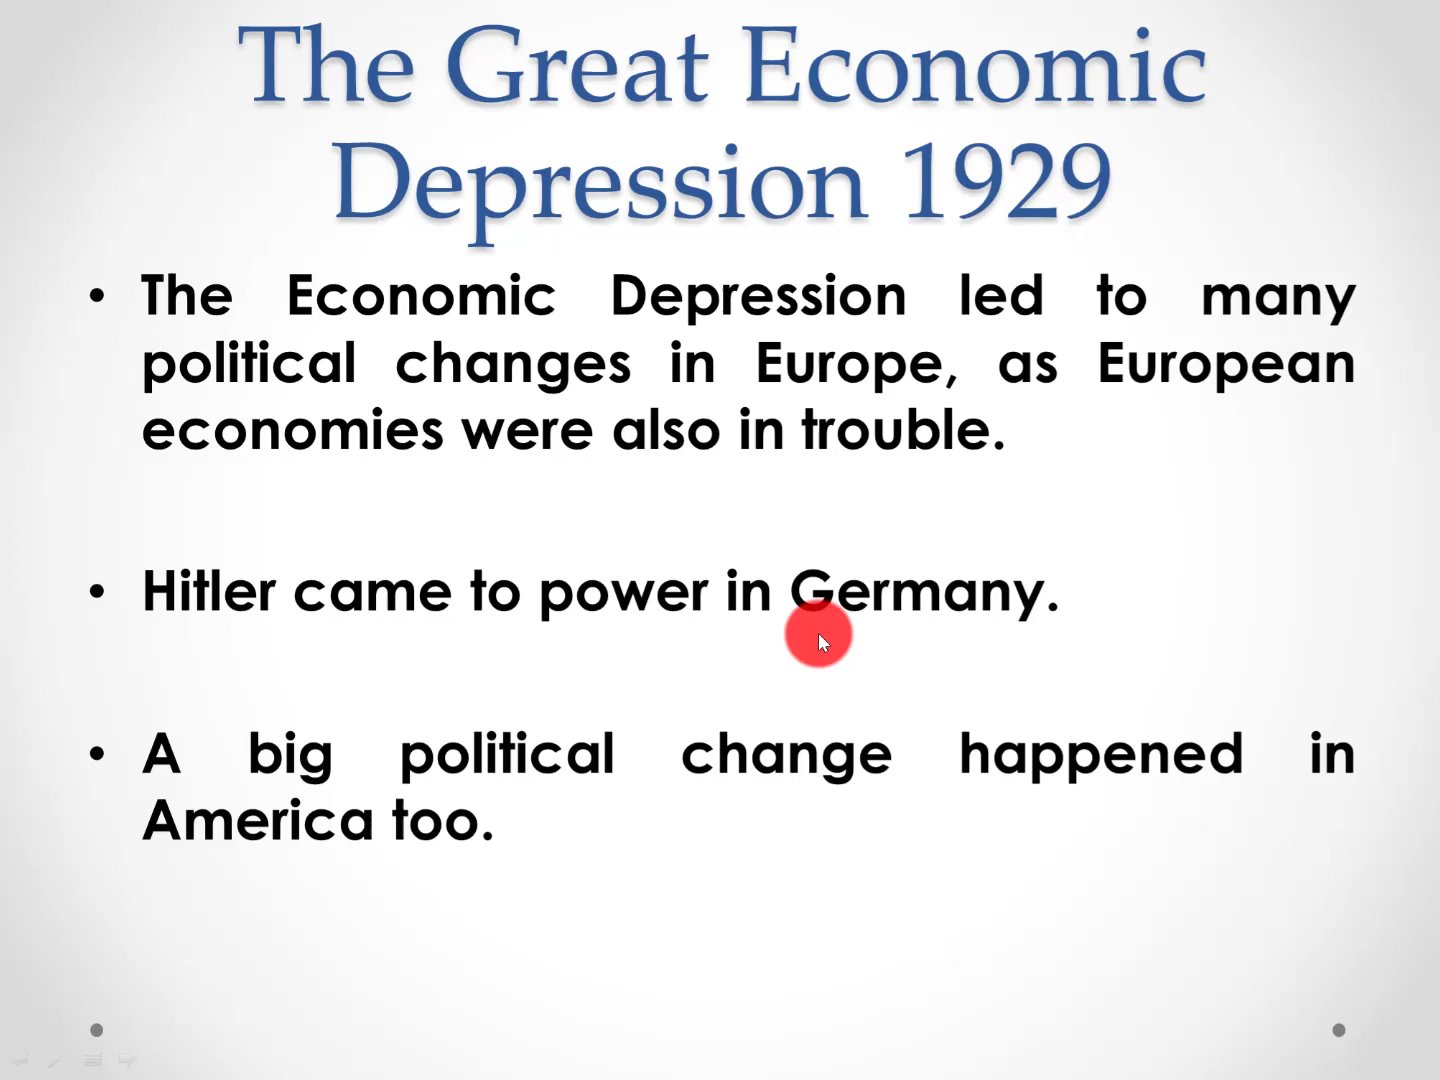 The Great Economic
Depression 1929
• The Economic Depression led to many
political changes in Europe, as European
economies were also in trouble.
• Hitler came to power in Germany.
• A big political change happened in
America too.